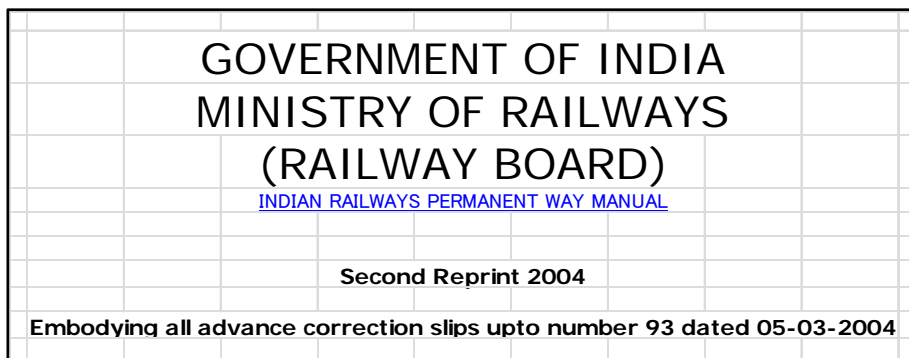 GOVERNMENT OF INDIA
MINISTRY OF RAILWAYS
(RAILWAY BOARD)
INDIAN RAILWAYS PERMANENT WAY MANUAL
Second Reprint 2004
Embodying all advance correction slips upto number 93 dated 05-03-2004